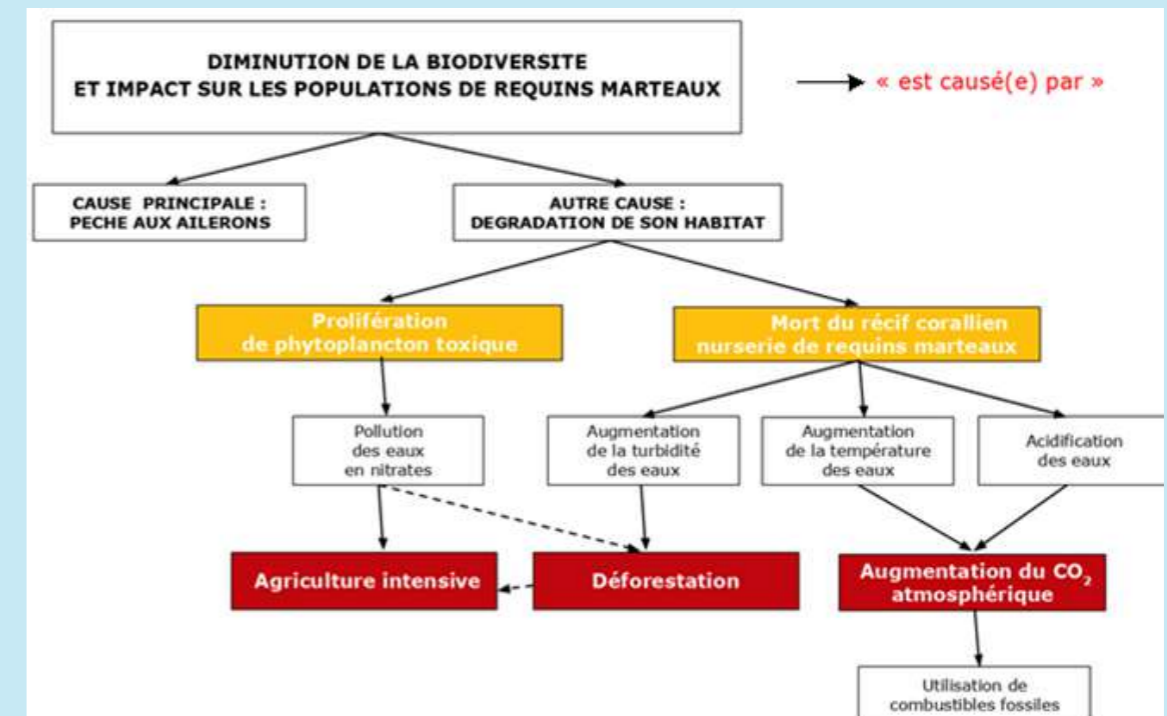 DIMINUTION DE LA BIODIVERSITE
ET IMPACT SUR LES POPULATIONS DE REQUINS MARTEAUX
« est causé(e) par »
CAUSE PRINCIPALE :
PECHE AUX AILERONS
AUTRE CAUSE :
DEGRADATION DE SON HABITAT
Prolifération
de phytoplancton toxique
Mort du récif corallien
nurserie de requins marteaux
Pollution
des eaux
en nitrates
Augmentation
de la turbidité
des eaux
Augmentation
de la température
des eaux
Acidification
des eaux
Agriculture intensive
Déforestation
Augmentation du CO₂
atmosphérique
Utilisation de
combustibles fossiles